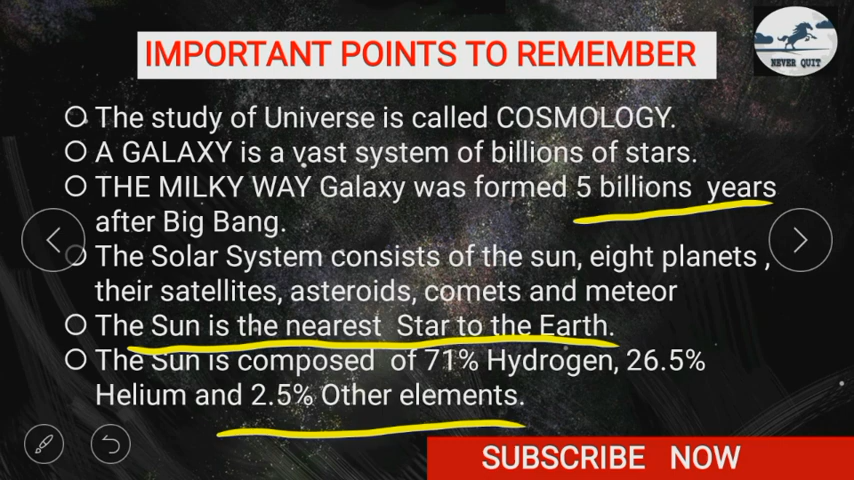 IMPORTANT POINTS TO REMEMBER
NEVER QUIT
The study of Universe is called COSMOLOGY.
A GALAXY is a vast system of billions of stars.
THE MILKY WAY Galaxy was formed 5 billions years
after Big Bang.
The Solar System consists of the sun, eight planets ,
their satellites, asteroids, comets and meteor
The Sun is the nearest Star to the Earth.
The Sun is composed of 71% Hydrogen, 26.5%
Helium and 2.5% Other elements.
SUBSCRIBE NOW